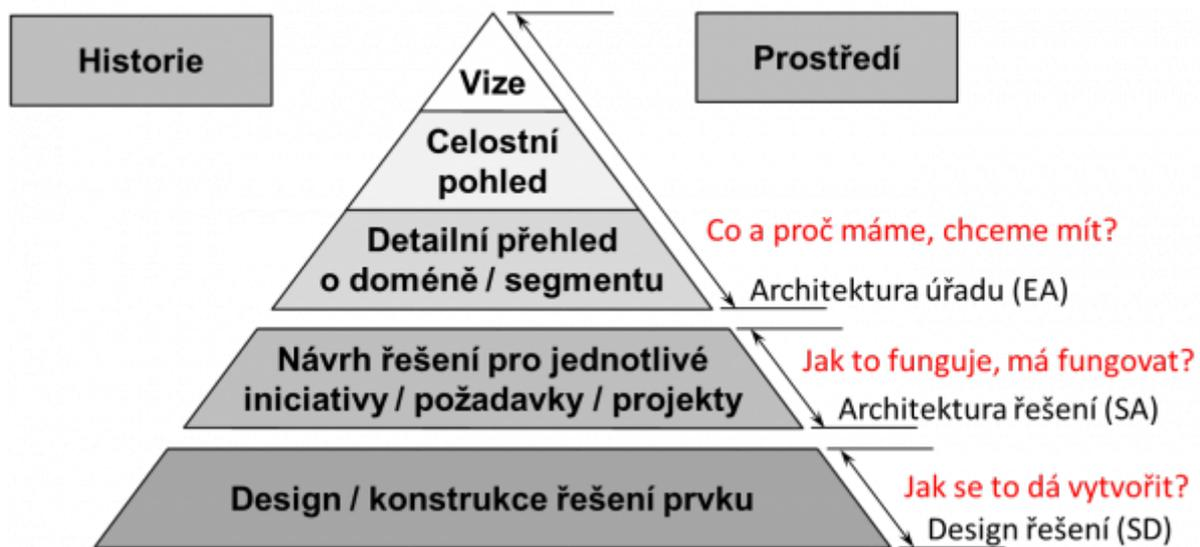 Historie
Prostředí
Vize
Celostní
pohled
Detailní přehled
o doméně / segmentu
Co a proč máme, chceme mít?
Architektura úřadu (EA)
Návrh řešení pro jednotlivé
iniciativy / požadavky / projekty
Jak to funguje, má fungovat?
Architektura řešení (SA)
Design / konstrukce řešení prvku
Jak se to dá vytvořit?
Design řešení (SD)